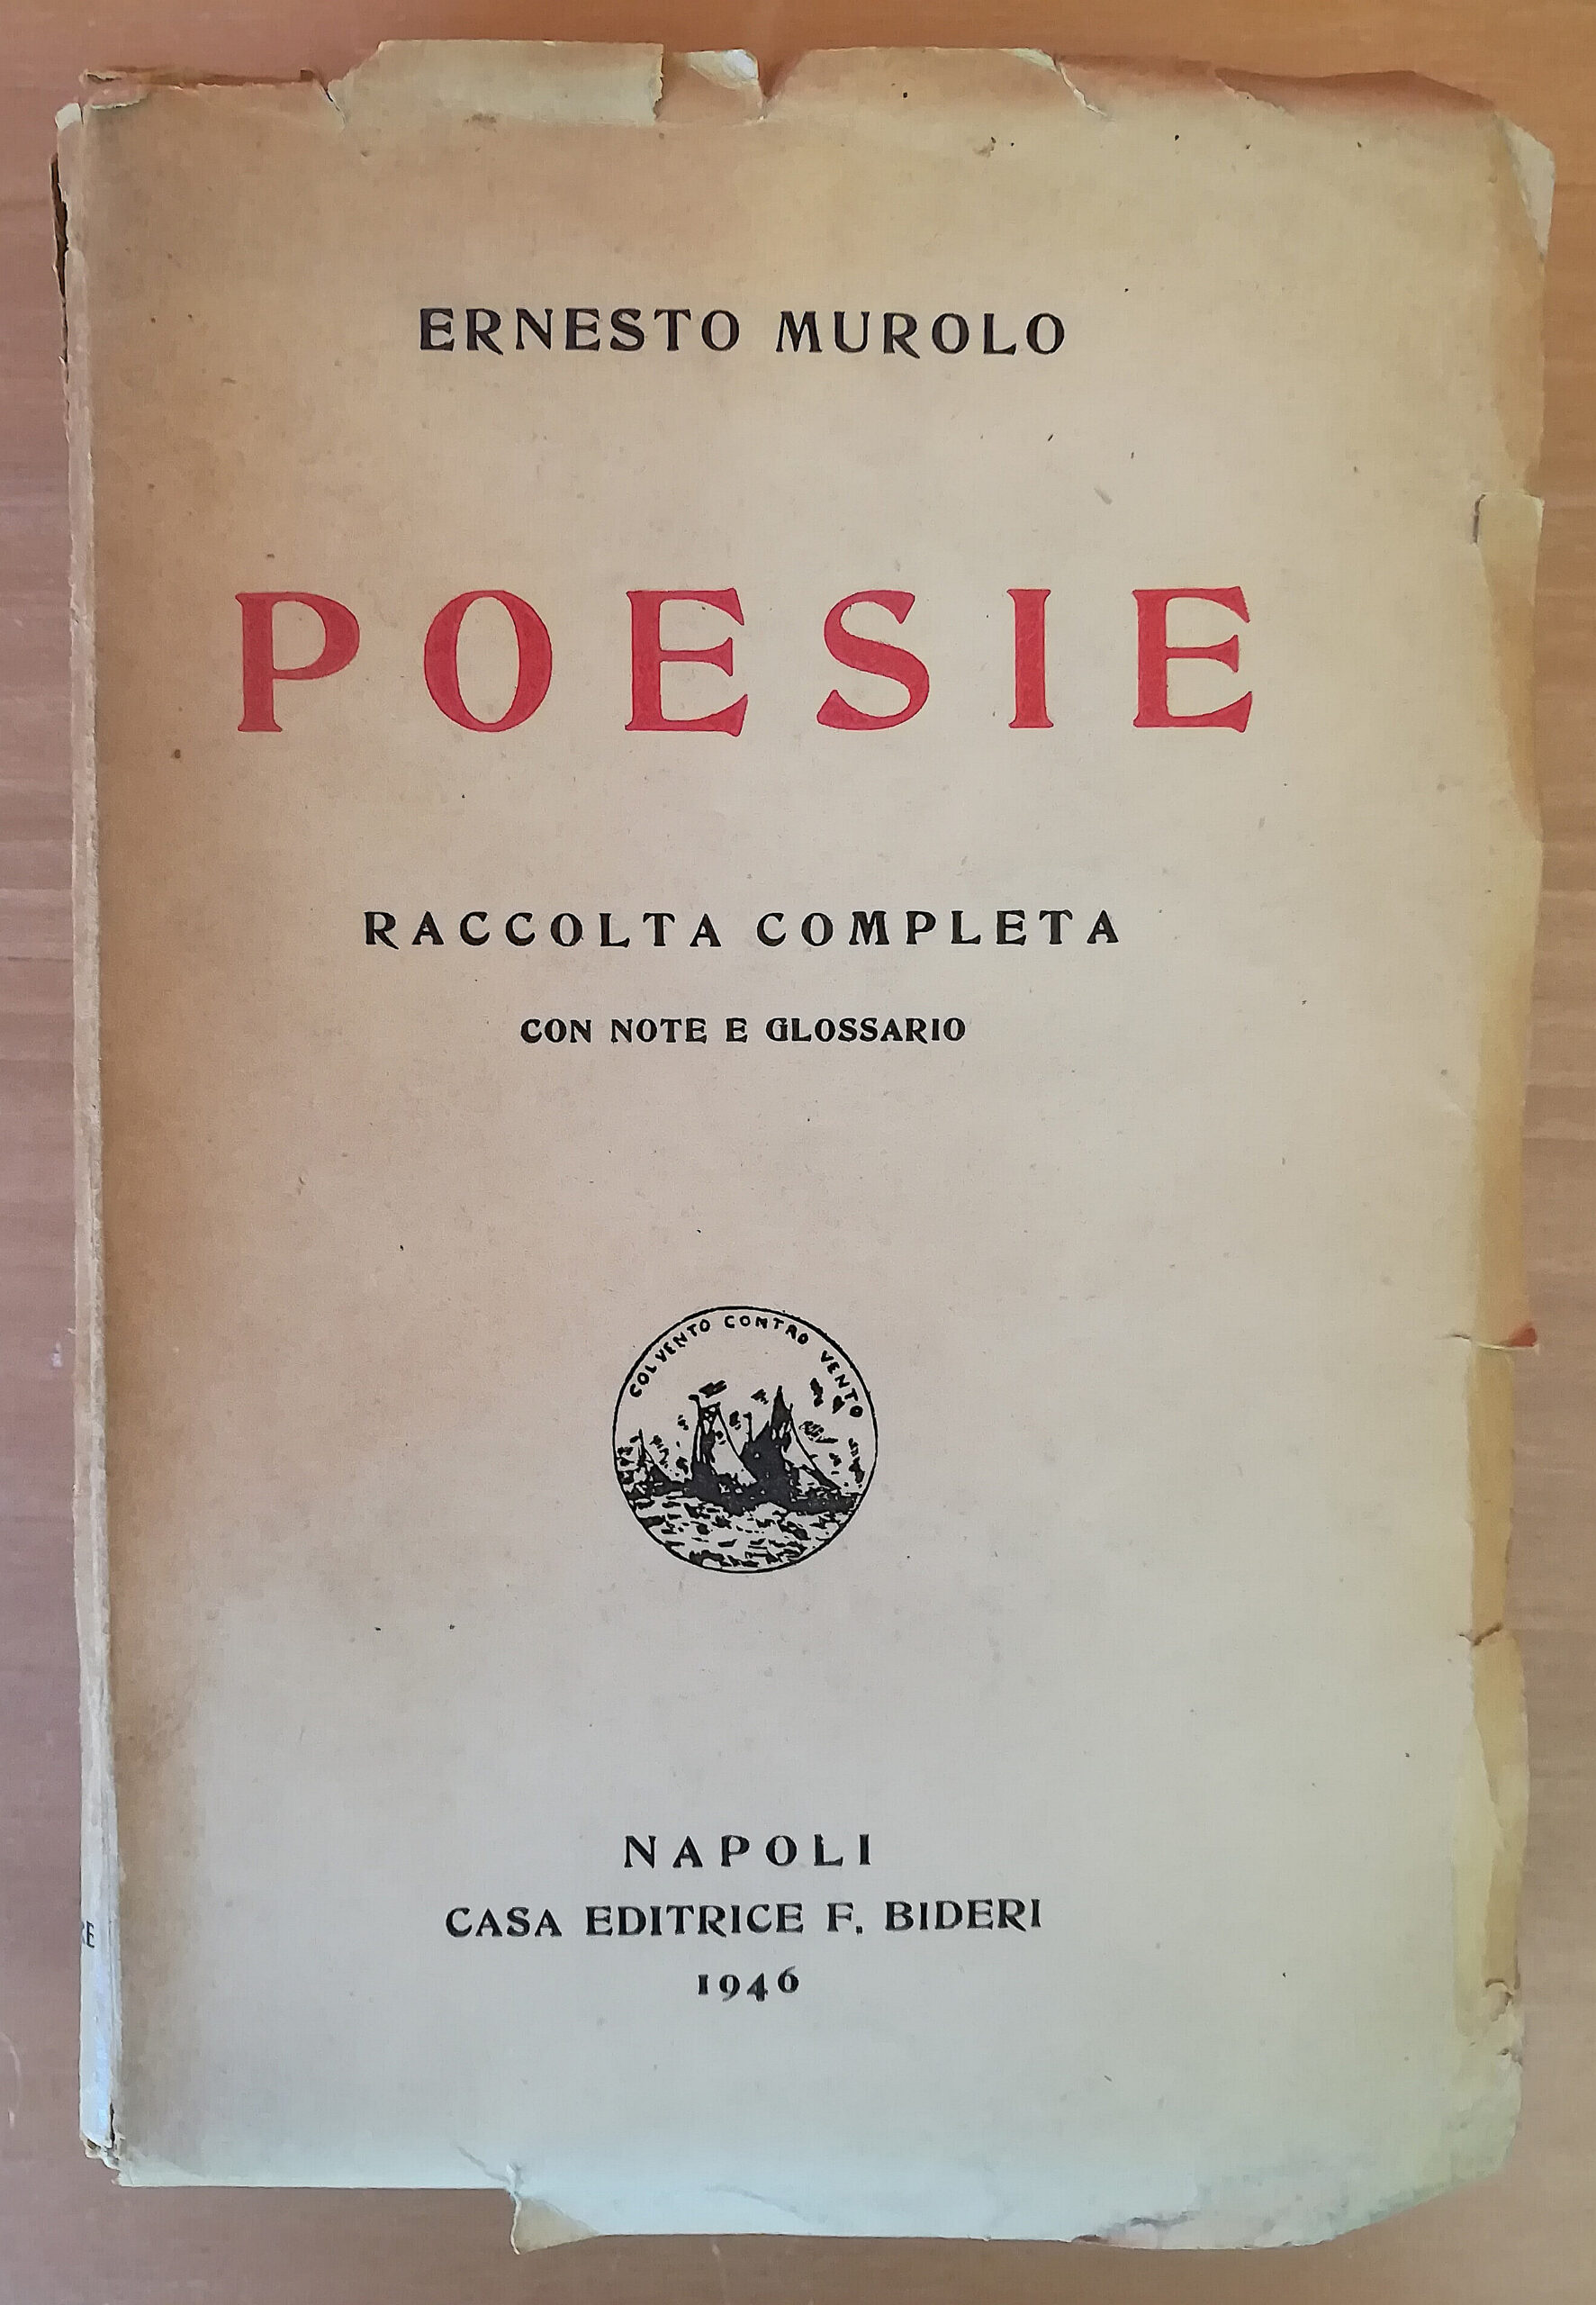 ERNESTO MUROLO
POESIE
RACCOLTA COMPLETA
CON NOTE E GLOSSARIO
COL VENTO CONTRO VENTO
NAPOLI
CASA EDITRICE F. BIDERI
1946